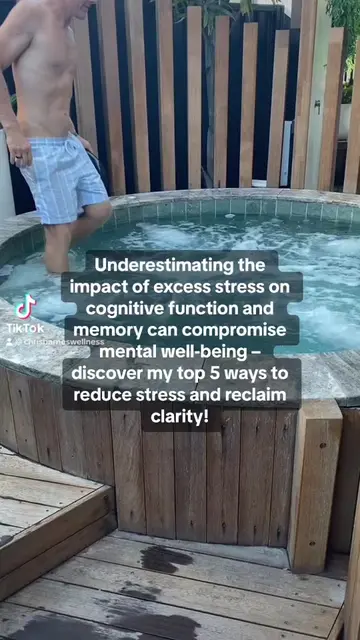 Underestimating the
impact of excess stress on
cognitive function and
memory can compromise
mental well-being –
discover my top 5 ways to
reduce stress and reclaim
clarity!
TikTok
@chrisbarneswellness